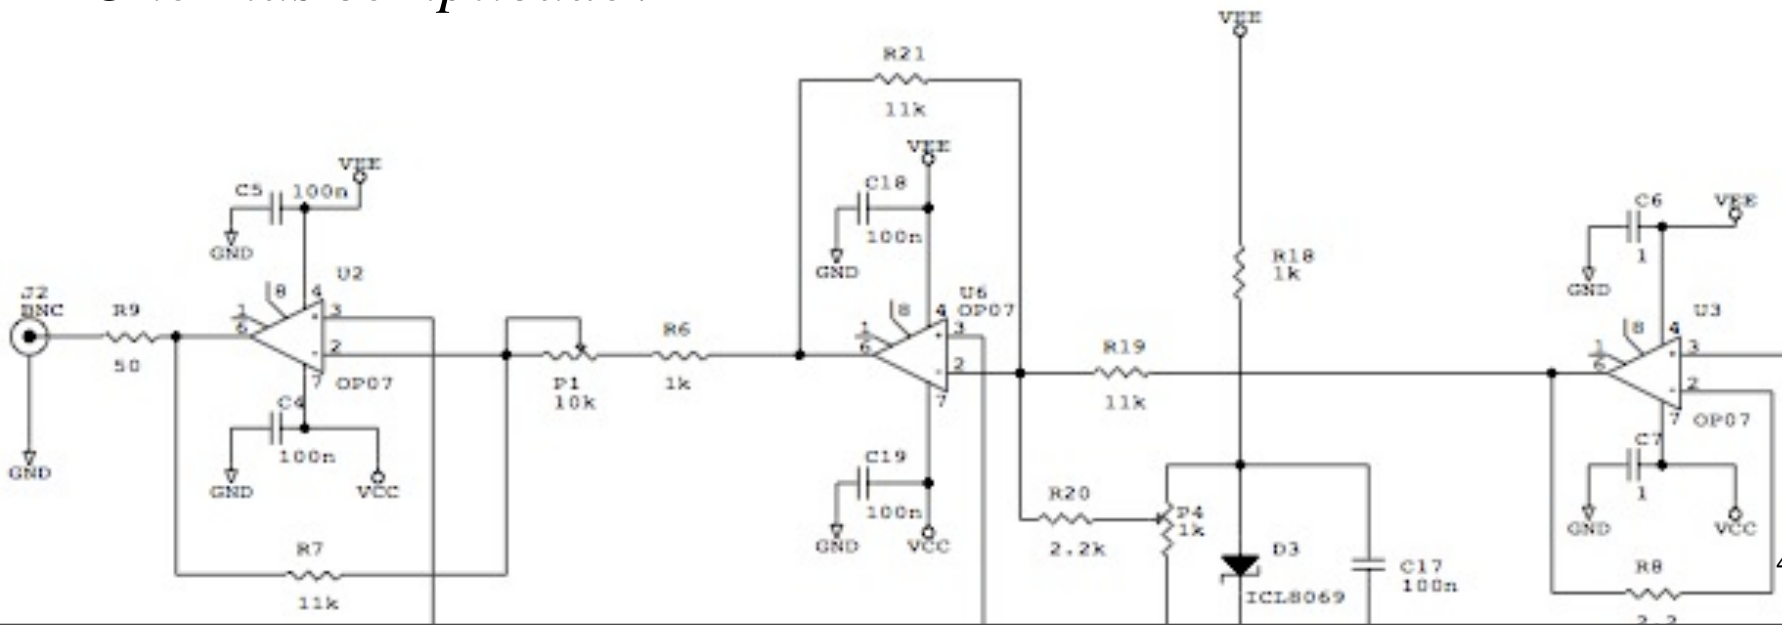 VEE
R21
11k
VEE
VEE
C5 100n
C18
100n
GND
C6
1
VEE
GND
GND
R18
1k
J2
BNC
R9
50
8
4
U2
1
6
3
2
7
OP07
R6
1k
P1
10k
8
4
U6
OP07
1
6
3
2
7
R19
11k
8
4
U3
1
6
3
2
7
OP07
GND
C4
100n
GND
VCC
C19
100n
GND
VCC
R20
2.2k
P4
1k
C7
1
GND
VCC
R7
11k
D3
ICL8069
C17
100n
R8